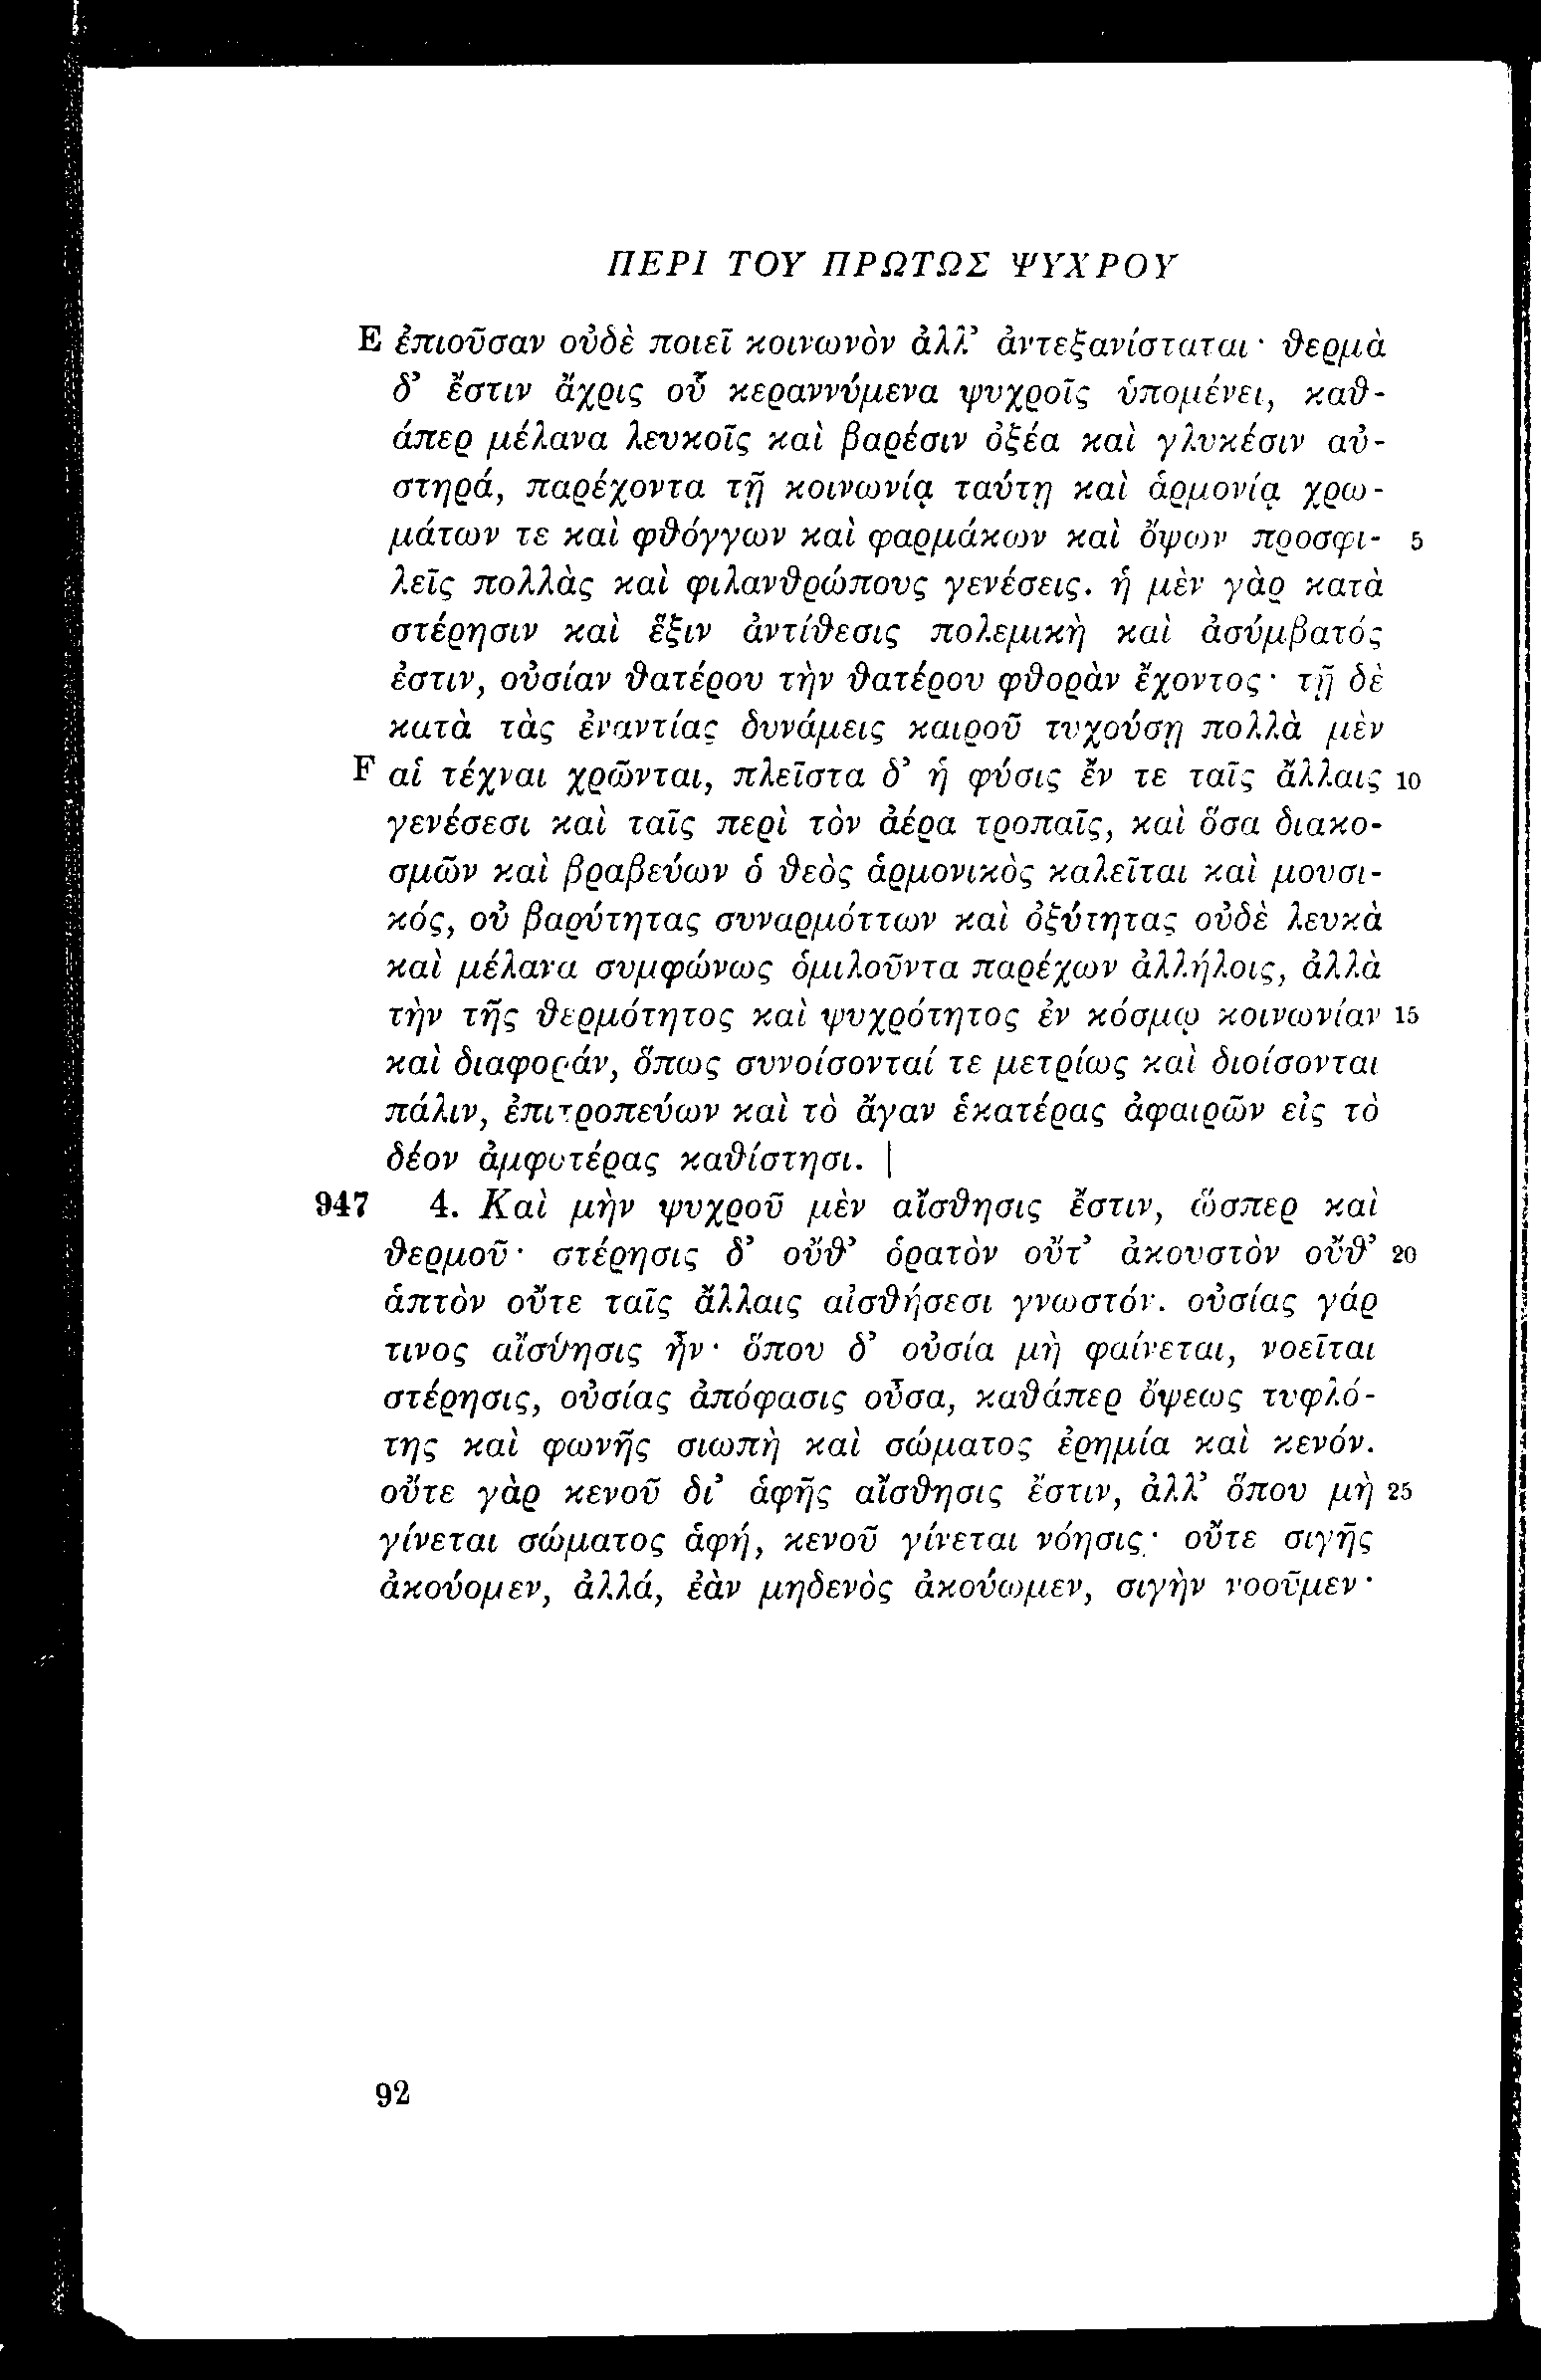 ΠΕΡΙ ΤΟΥ ΠΡΩΤΩΣ ΨΥΧΡΟΥ
E ἐπιοῦσαν οὐδὲ ποιεῖ κοινωνὸν ἀλλ’ ἀντεξανίσταται· θερμὰ
δ’ ἔστιν ἄχρις οὗ κεραννύμενα ψυχροῖς ὑπομένει, καθ-
άπερ μέλανα λευκοῖς καὶ βαρέσιν ὀξέα καὶ γλυκέσιν αὐ-
στηρά, παρέχοντα τῇ κοινωνίᾳ ταύτῃ καὶ ἁρμονίᾳ χρω-
μάτων τε καὶ φθόγγων καὶ φαρμάκων καὶ ὄψων προσφι- 5
λεῖς πολλὰς καὶ φιλανθρώπους γενέσεις. ἡ μὲν γὰρ κατὰ
στέρησιν καὶ ἕξιν ἀντίθεσις πολεμικὴ καὶ ἀσύμβατός
ἐστιν, οὐσίαν θατέρου τὴν θατέρου φθορὰν ἔχοντος· τῇ δὲ
κατὰ τὰς ἐναντίας δυνάμεις καιροῦ τυχούσῃ πολλὰ μὲν
F αἱ τέχναι χρῶνται, πλεῖστα δ’ ἡ φύσις ἔν τε ταῖς ἄλλαις 10
γενέσεσι καὶ ταῖς περὶ τὸν ἀέρα τροπαῖς, καὶ ὅσα διακο-
σμῶν καὶ βραβεύων ὁ θεὸς ἁρμονικὸς καλεῖται καὶ μουσι-
κός, οὐ βαρύτητας συναρμόττων καὶ ὀξύτητας οὐδὲ λευκὰ
καὶ μέλανα συμφώνως ὁμιλοῦντα παρέχων ἀλλήλοις, ἀλλὰ
τὴν τῆς θερμότητος καὶ ψυχρότητος ἐν κόσμῳ κοινωνίαν 15
καὶ διαφοράν, ὅπως συνοίσονταί τε μετρίως καὶ διοίσονται
πάλιν, ἐπιτροπεύων καὶ τὸ ἄγαν ἑκατέρας ἀφαιρῶν εἰς τὸ
δέον ἀμφοτέρας καθίστησι. |
947 4. Καὶ μὴν ψυχροῦ μὲν αἴσθησις ἔστιν, ὥσπερ καὶ
θερμοῦ· στέρησις δ’ οὔθ’ ὁρατὸν οὔτ’ ἀκουστὸν οὔθ’ 20
ἁπτὸν οὔτε ταῖς ἄλλαις αἰσθήσεσι γνωστόν. οὐσίας γάρ
τινος αἴσθησις ἦν· ὅπου δ’ οὐσία μὴ φαίνεται, νοεῖται
στέρησις, οὐσίας ἀπόφασις οὖσα, καθάπερ ὄψεως τυφλό-
της καὶ φωνῆς σιωπὴ καὶ σώματος ἐρημία καὶ κενόν.
οὔτε γὰρ κενοῦ δι’ ἁφῆς αἴσθησις ἔστιν, ἀλλ’ ὅπου μὴ 25
γίνεται σώματος ἁφή, κενοῦ γίνεται νόησις· οὔτε σιγῆς
ἀκούομεν, ἀλλά, ἐὰν μηδενὸς ἀκούωμεν, σιγὴν νοοῦμεν·
92